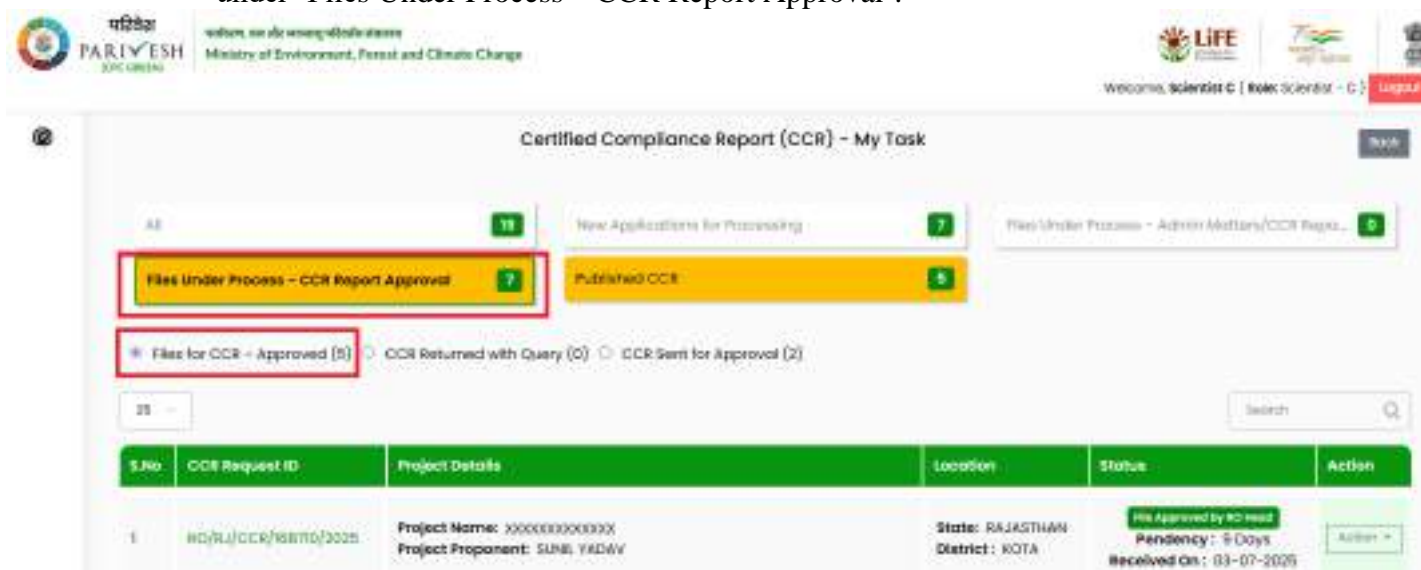 under "Files Under Process – CCR Report Approval".
परिवेश
PARIVESH
Ministry of Environment, Forest and Climate Change
LiFE
Welcome, Scientist C ( Role: Scientist - C ) Logout
Certified Compliance Report (CCR) - My Task
Back
All
New Applications for Processing 7
Files Under Process - Admin Matters/CCR Repo... 0
Files Under Process - CCR Report Approval 7
Published CCR 5
Files for CCR - Approved (5) CCR Returned with Query (0) CCR Sent for Approval (2)
25
Search
S.No CCR Request ID Project Details Location Status Action
1
Project Name: XXXXXXXXXXXXX
Project Proponent: SUNIL YADAV
State: RAJASTHAN
District: KOTA
File Approved by RO Head
Pendency: 9 Days
Received On: 03-07-2025
Action